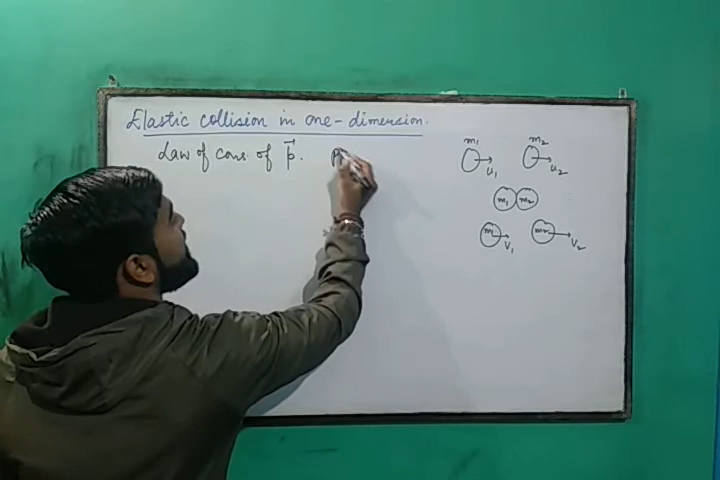 Elastic collision in one-dimension.
Law of cons. of p⃗. p
m₁ m₂
u₁ u₂
m₁ m₂
m₁ m₂
v₁ v₂